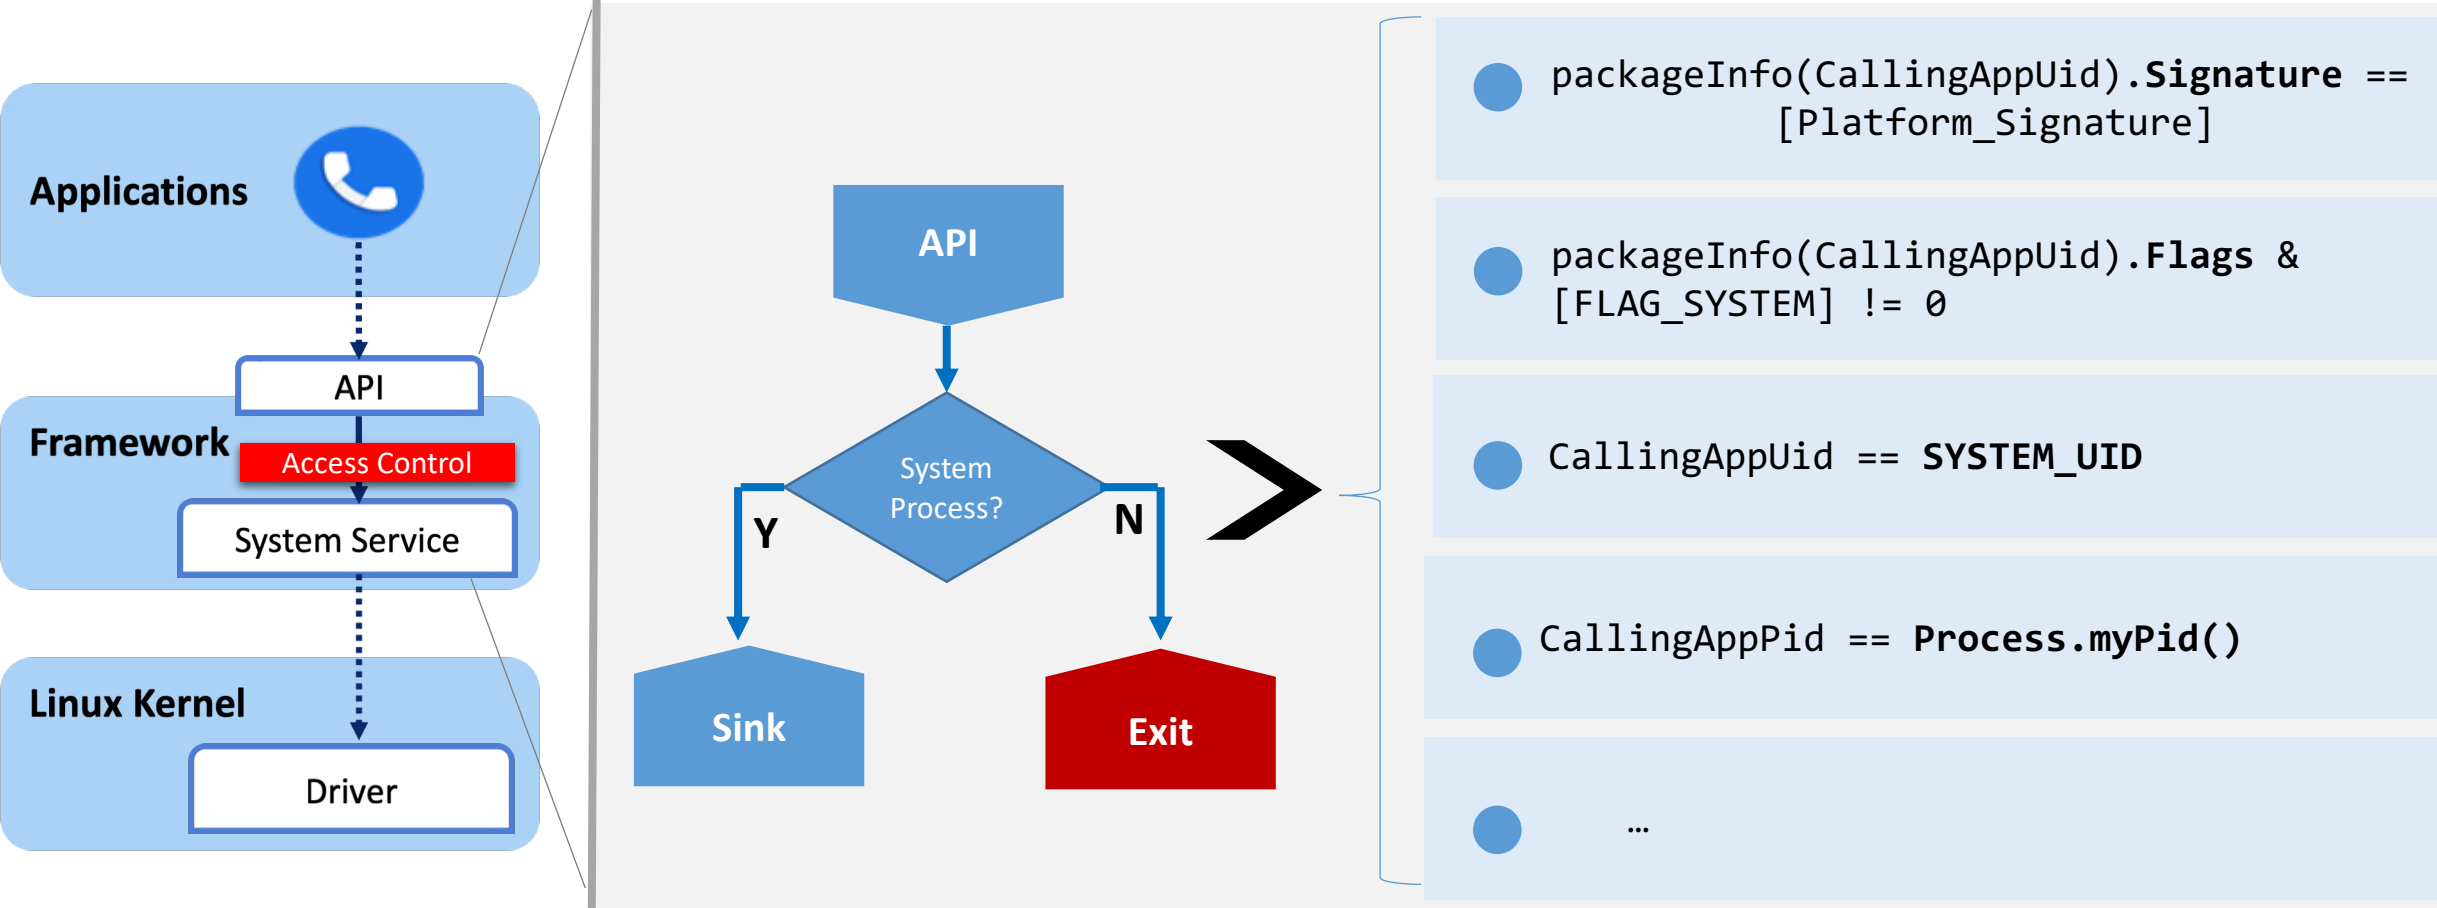 Applications
API
Framework
Access Control
System Service
Linux Kernel
Driver
API
System
Process?
Y
N
Sink
Exit
packageInfo(CallingAppUid).Signature ==
[Platform_Signature]
packageInfo(CallingAppUid).Flags &
[FLAG_SYSTEM] != 0
CallingAppUid == SYSTEM_UID
CallingAppPid == Process.myPid()
…